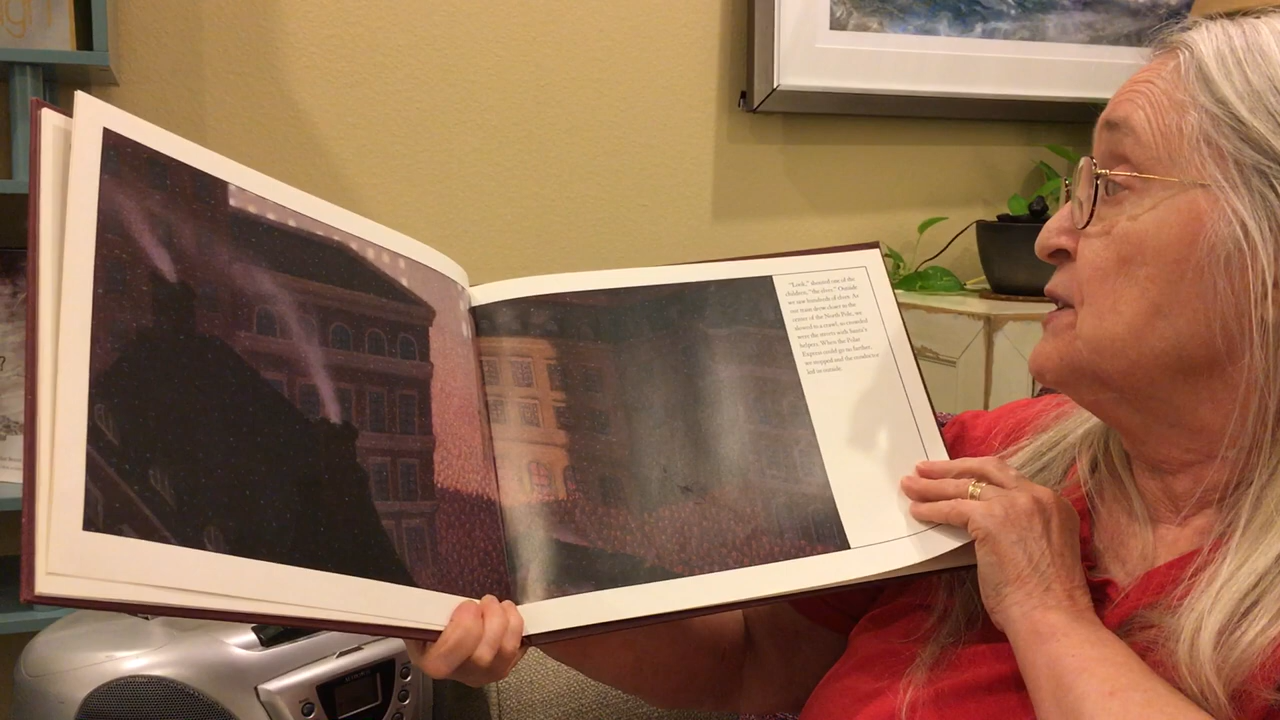 "Look," shouted one of the
children, "the elves." Outside
we saw hundreds of elves. As
our train drew closer to the
center of the North Pole, we
slowed to a crawl, so crowded
were the streets with Santa's
helpers. When the Polar
Express could go no farther,
we stopped and the conductor
led us outside.